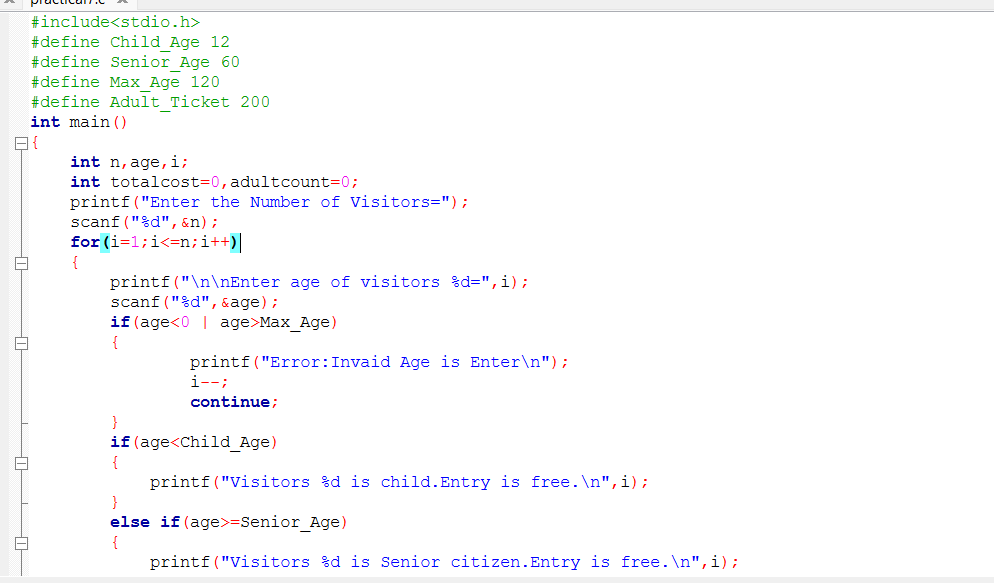 practical7.c
#include<stdio.h>
#define Child_Age 12
#define Senior_Age 60
#define Max_Age 120
#define Adult_Ticket 200
int main()
{
    int n,age,i;
    int totalcost=0,adultcount=0;
    printf("Enter the Number of Visitors=");
    scanf("%d",&n);
    for(i=1;i<=n;i++)
    {
        printf("\n\nEnter age of visitors %d=",i);
        scanf("%d",&age);
        if(age<0 | age>Max_Age)
        {
                printf("Error:Invaid Age is Enter\n");
                i--;
                continue;
        }
        if(age<Child_Age)
        {
            printf("Visitors %d is child.Entry is free.\n",i);
        }
        else if(age>=Senior_Age)
        {
            printf("Visitors %d is Senior citizen.Entry is free.\n",i);